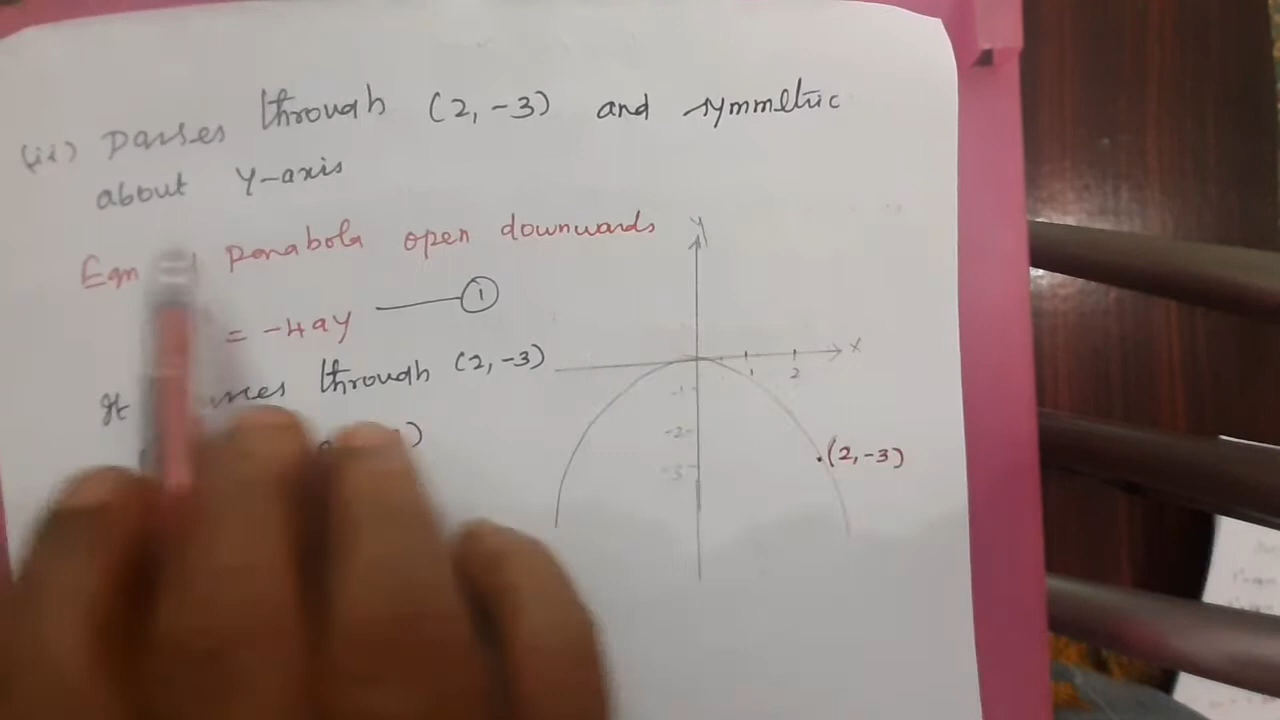 (ii) Passes through (2, -3) and symmetric
about Y-axis
Eqn parabola open downwards
= -4ay ①
It through (2, -3)
Y
X
1
2
-1
-2
-3
(2, -3)